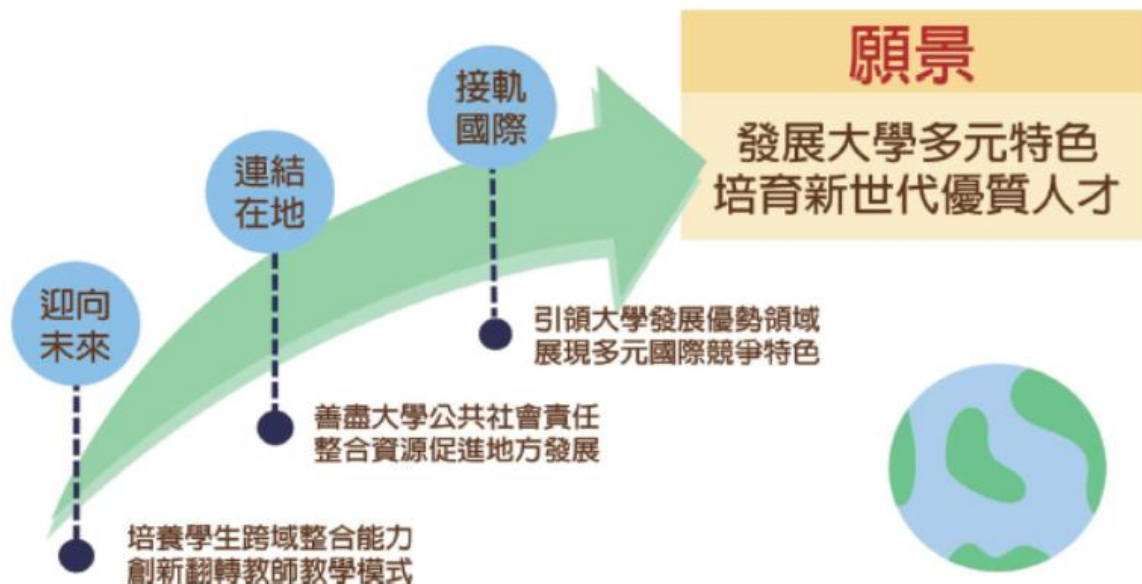 願景
發展大學多元特色
培育新世代優質人才
接軌
國際
引領大學發展優勢領域
展現多元國際競爭特色
連結
在地
善盡大學公共社會責任
整合資源促進地方發展
迎向
未來
培養學生跨域整合能力
創新翻轉教師教學模式